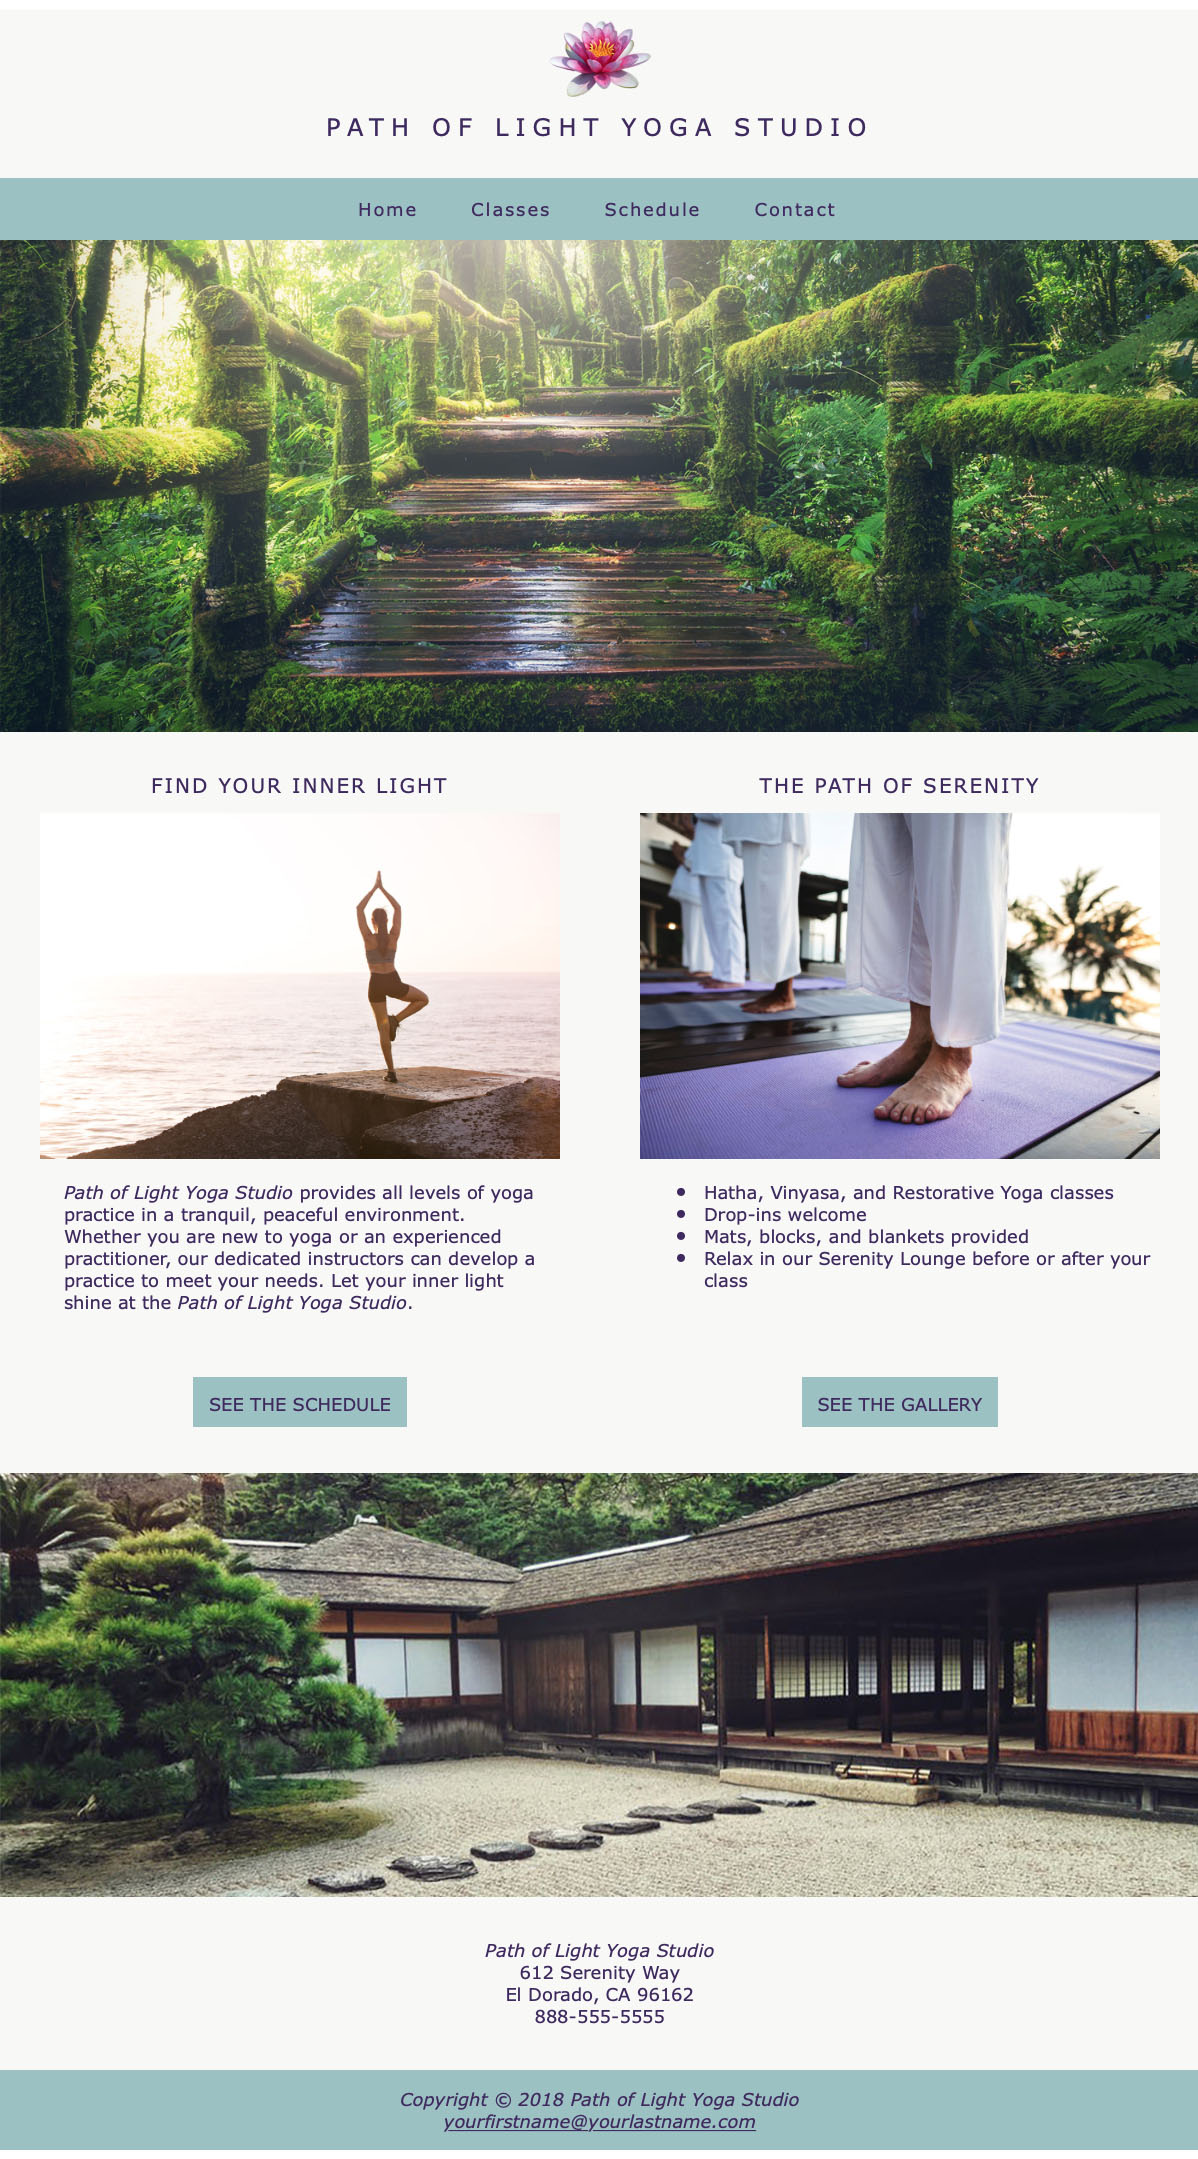 PATH OF LIGHT YOGA STUDIO
Home Classes Schedule Contact
FIND YOUR INNER LIGHT
Path of Light Yoga Studio provides all levels of yoga
practice in a tranquil, peaceful environment.
Whether you are new to yoga or an experienced
practitioner, our dedicated instructors can develop a
practice to meet your needs. Let your inner light
shine at the Path of Light Yoga Studio.
SEE THE SCHEDULE
THE PATH OF SERENITY
• Hatha, Vinyasa, and Restorative Yoga classes
• Drop-ins welcome
• Mats, blocks, and blankets provided
• Relax in our Serenity Lounge before or after your
class
SEE THE GALLERY
Path of Light Yoga Studio
612 Serenity Way
El Dorado, CA 96162
888-555-5555
Copyright © 2018 Path of Light Yoga Studio
yourfirstname@yourlastname.com